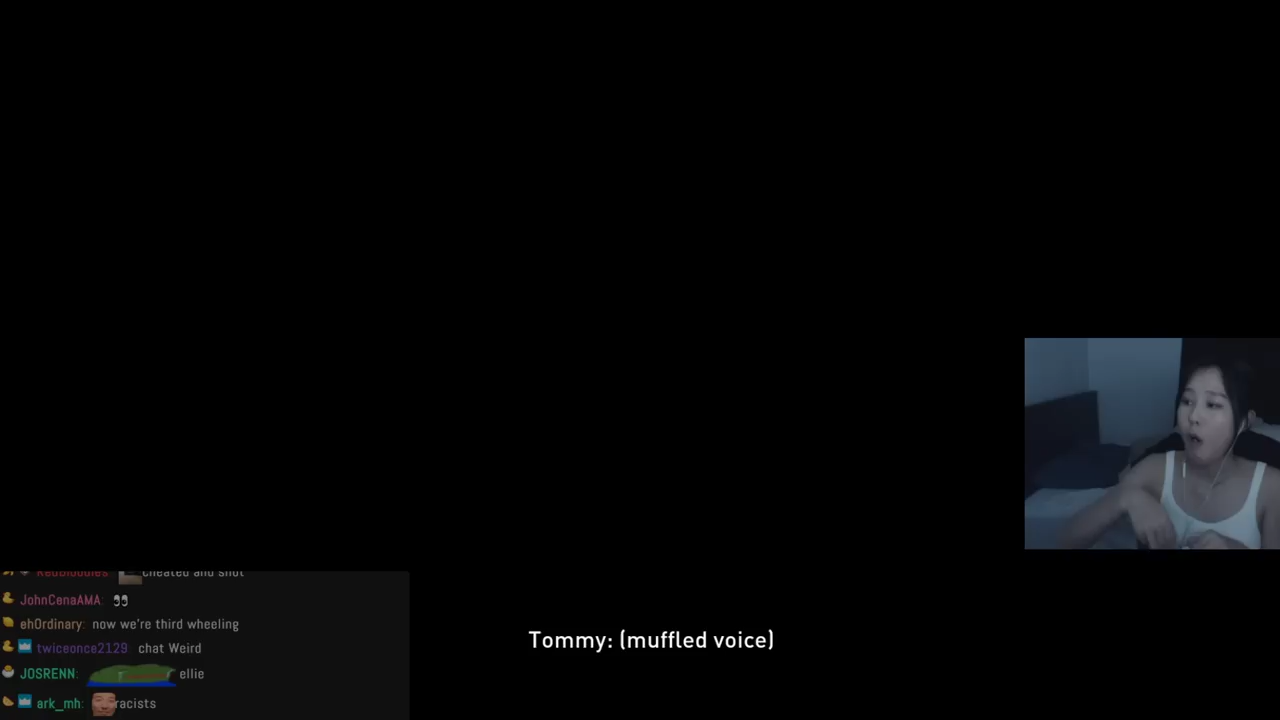 RedBloodies: cheated and shot
JohnCenaAMA:
ehOrdinary: now we're third wheeling
twiceonce2129 chat Weird
JOSRENN: ellie
ark_mh: racists
Tommy: (muffled voice)